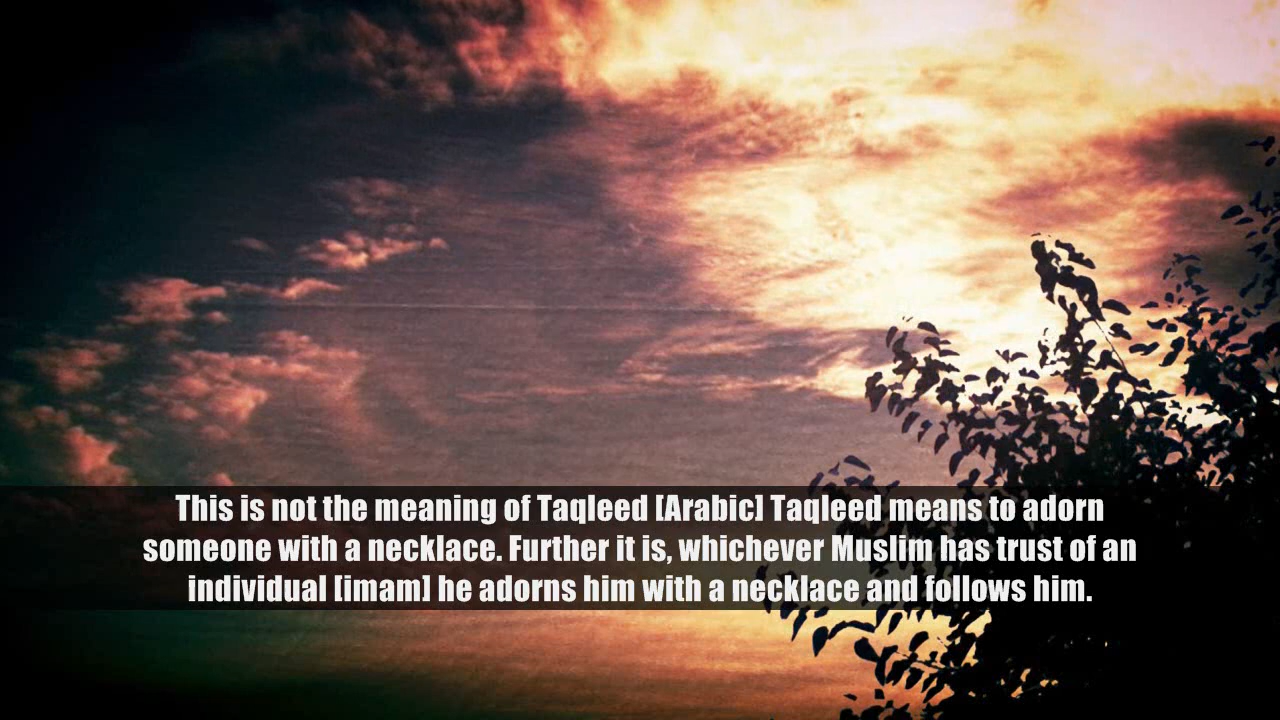 This is not the meaning of Taqleed [Arabic] Taqleed means to adorn
someone with a necklace. Further it is, whichever Muslim has trust of an
individual [imam] he adorns him with a necklace and follows him.